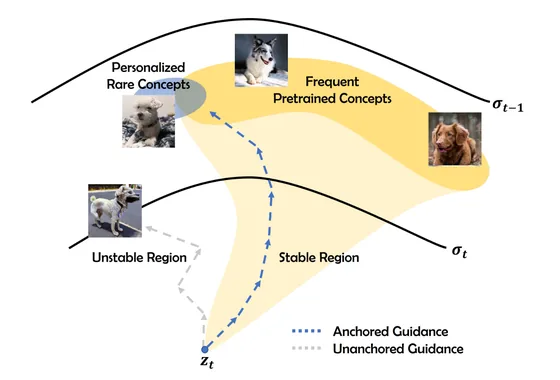 Personalized
Rare Concepts
Frequent
Pretrained Concepts
σt−1
Unstable Region
Stable Region
σt
Anchored Guidance
Unanchored Guidance
zt